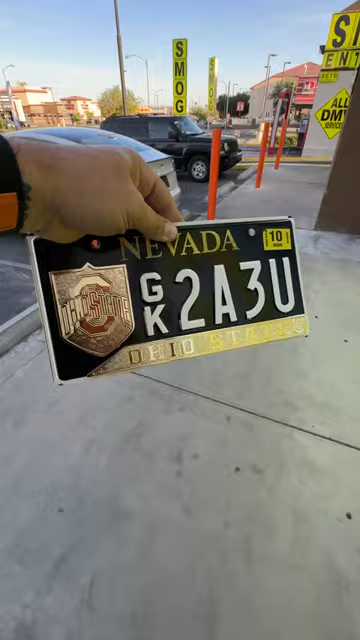 SMOG
SMOG
ENT
ALL
DMV
SERVICES
NEVADA
10
OHIO STATE
GK 2A3U
OHIO STATE